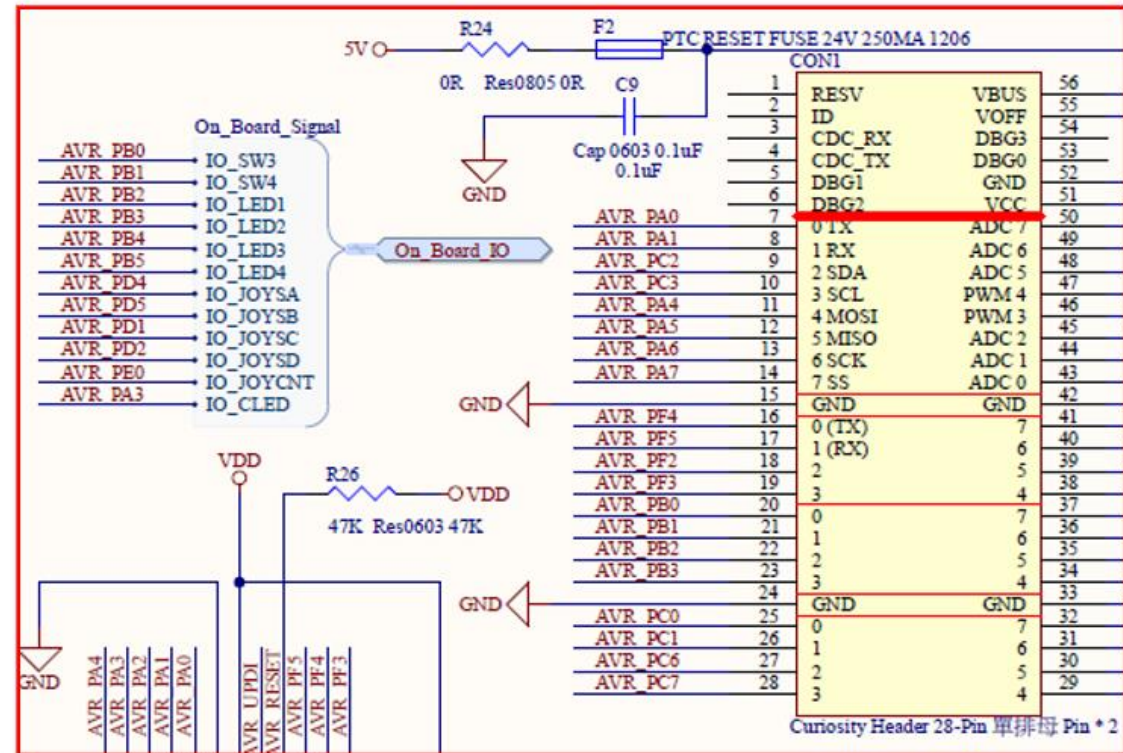 R24
F2
PTC RESET FUSE 24V 250MA 1206
5V
0R Res0805 0R
C9
Cap 0603 0.1uF
0.1uF
GND
On_Board_Signal
AVR_PB0 IO_SW3
AVR_PB1 IO_SW4
AVR_PB2 IO_LED1
AVR_PB3 IO_LED2
AVR_PB4 IO_LED3
AVR_PB5 IO_LED4
AVR_PD4 IO_JOYSA
AVR_PD5 IO_JOYSB
AVR_PD1 IO_JOYSC
AVR_PD2 IO_JOYSD
AVR_PE0 IO_JOYCNT
AVR_PA3 IO_CLED
On_Board_IO
CON1
1 RESV VBUS 56
2 ID VOFF 55
3 CDC_RX DBG3 54
4 CDC_TX DBG0 53
5 DBG1 GND 52
6 DBG2 VCC 51
AVR_PA0 7 0 TX ADC 7 50
AVR_PA1 8 1 RX ADC 6 49
AVR_PC2 9 2 SDA ADC 5 48
AVR_PC3 10 3 SCL PWM 4 47
AVR_PA4 11 4 MOSI PWM 3 46
AVR_PA5 12 5 MISO ADC 2 45
AVR_PA6 13 6 SCK ADC 1 44
AVR_PA7 14 7 SS ADC 0 43
GND 15 GND GND 42
AVR_PF4 16 0 (TX) 7 41
AVR_PF5 17 1 (RX) 6 40
AVR_PF2 18 2 5 39
AVR_PF3 19 3 4 38
AVR_PB0 20 0 7 37
AVR_PB1 21 1 6 36
AVR_PB2 22 2 5 35
AVR_PB3 23 3 4 34
GND 24 GND GND 33
AVR_PC0 25 0 7 32
AVR_PC1 26 1 6 31
AVR_PC6 27 2 5 30
AVR_PC7 28 3 4 29
Curiosity Header 28-Pin 單排母 Pin * 2
VDD
R26
VDD
47K Res0603 47K
GND
AVR_PA4
AVR_PA3
AVR_PA2
AVR_PA1
AVR_PA0
AVR_UPDI
AVR_RESET
AVR_PF5
AVR_PF4
AVR_PF3